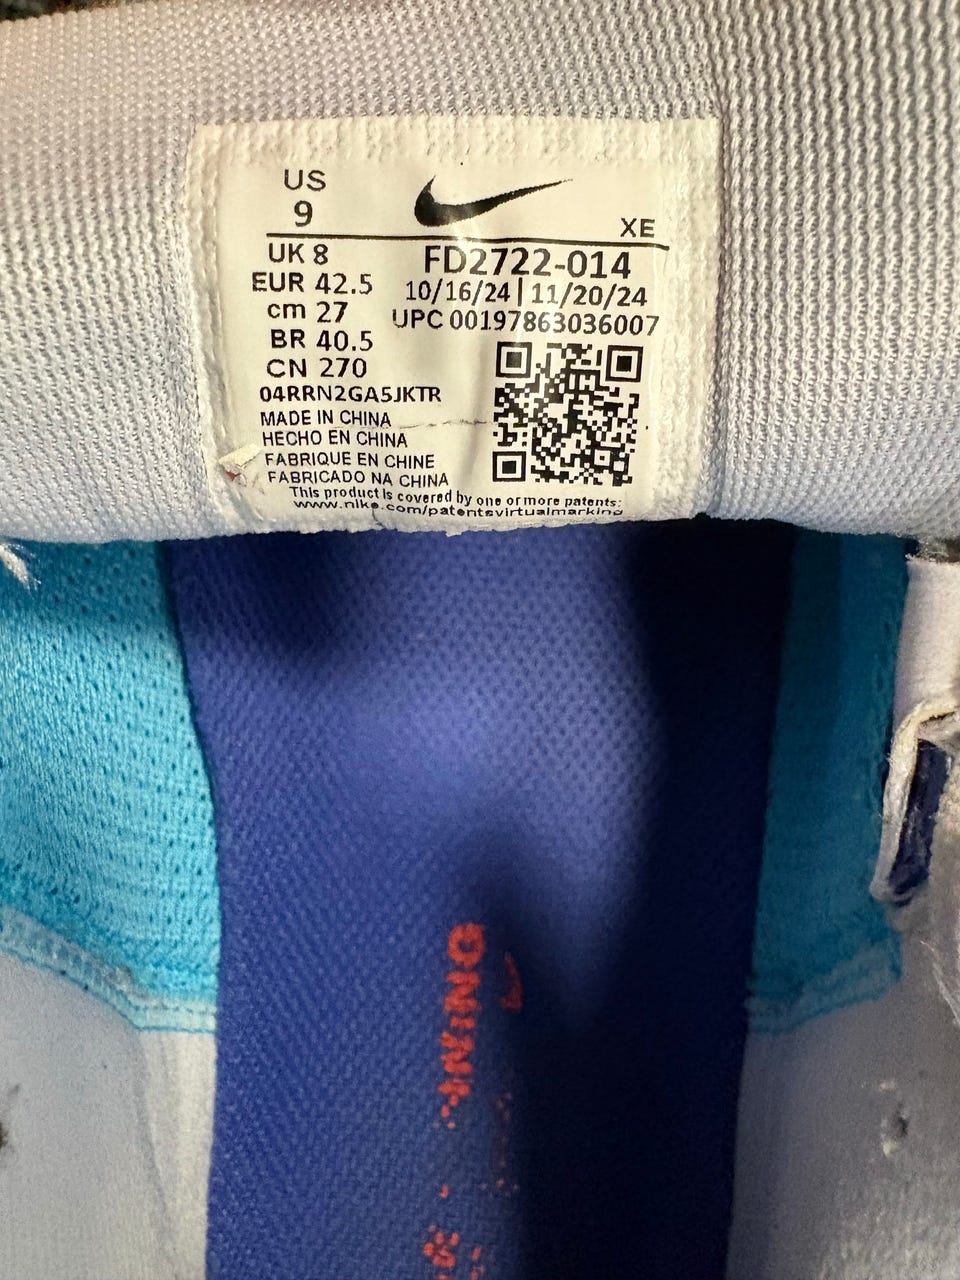 US
9
XE
UK 8
EUR 42.5
cm 27
BR 40.5
CN 270
FD2722-014
10/16/24 | 11/20/24
UPC 00197863036007
04RRN2GA5JKTR
MADE IN CHINA
HECHO EN CHINA
FABRIQUE EN CHINE
FABRICADO NA CHINA
This product is covered by one or more patents:
www.nike.com/patentsvirtualmarking